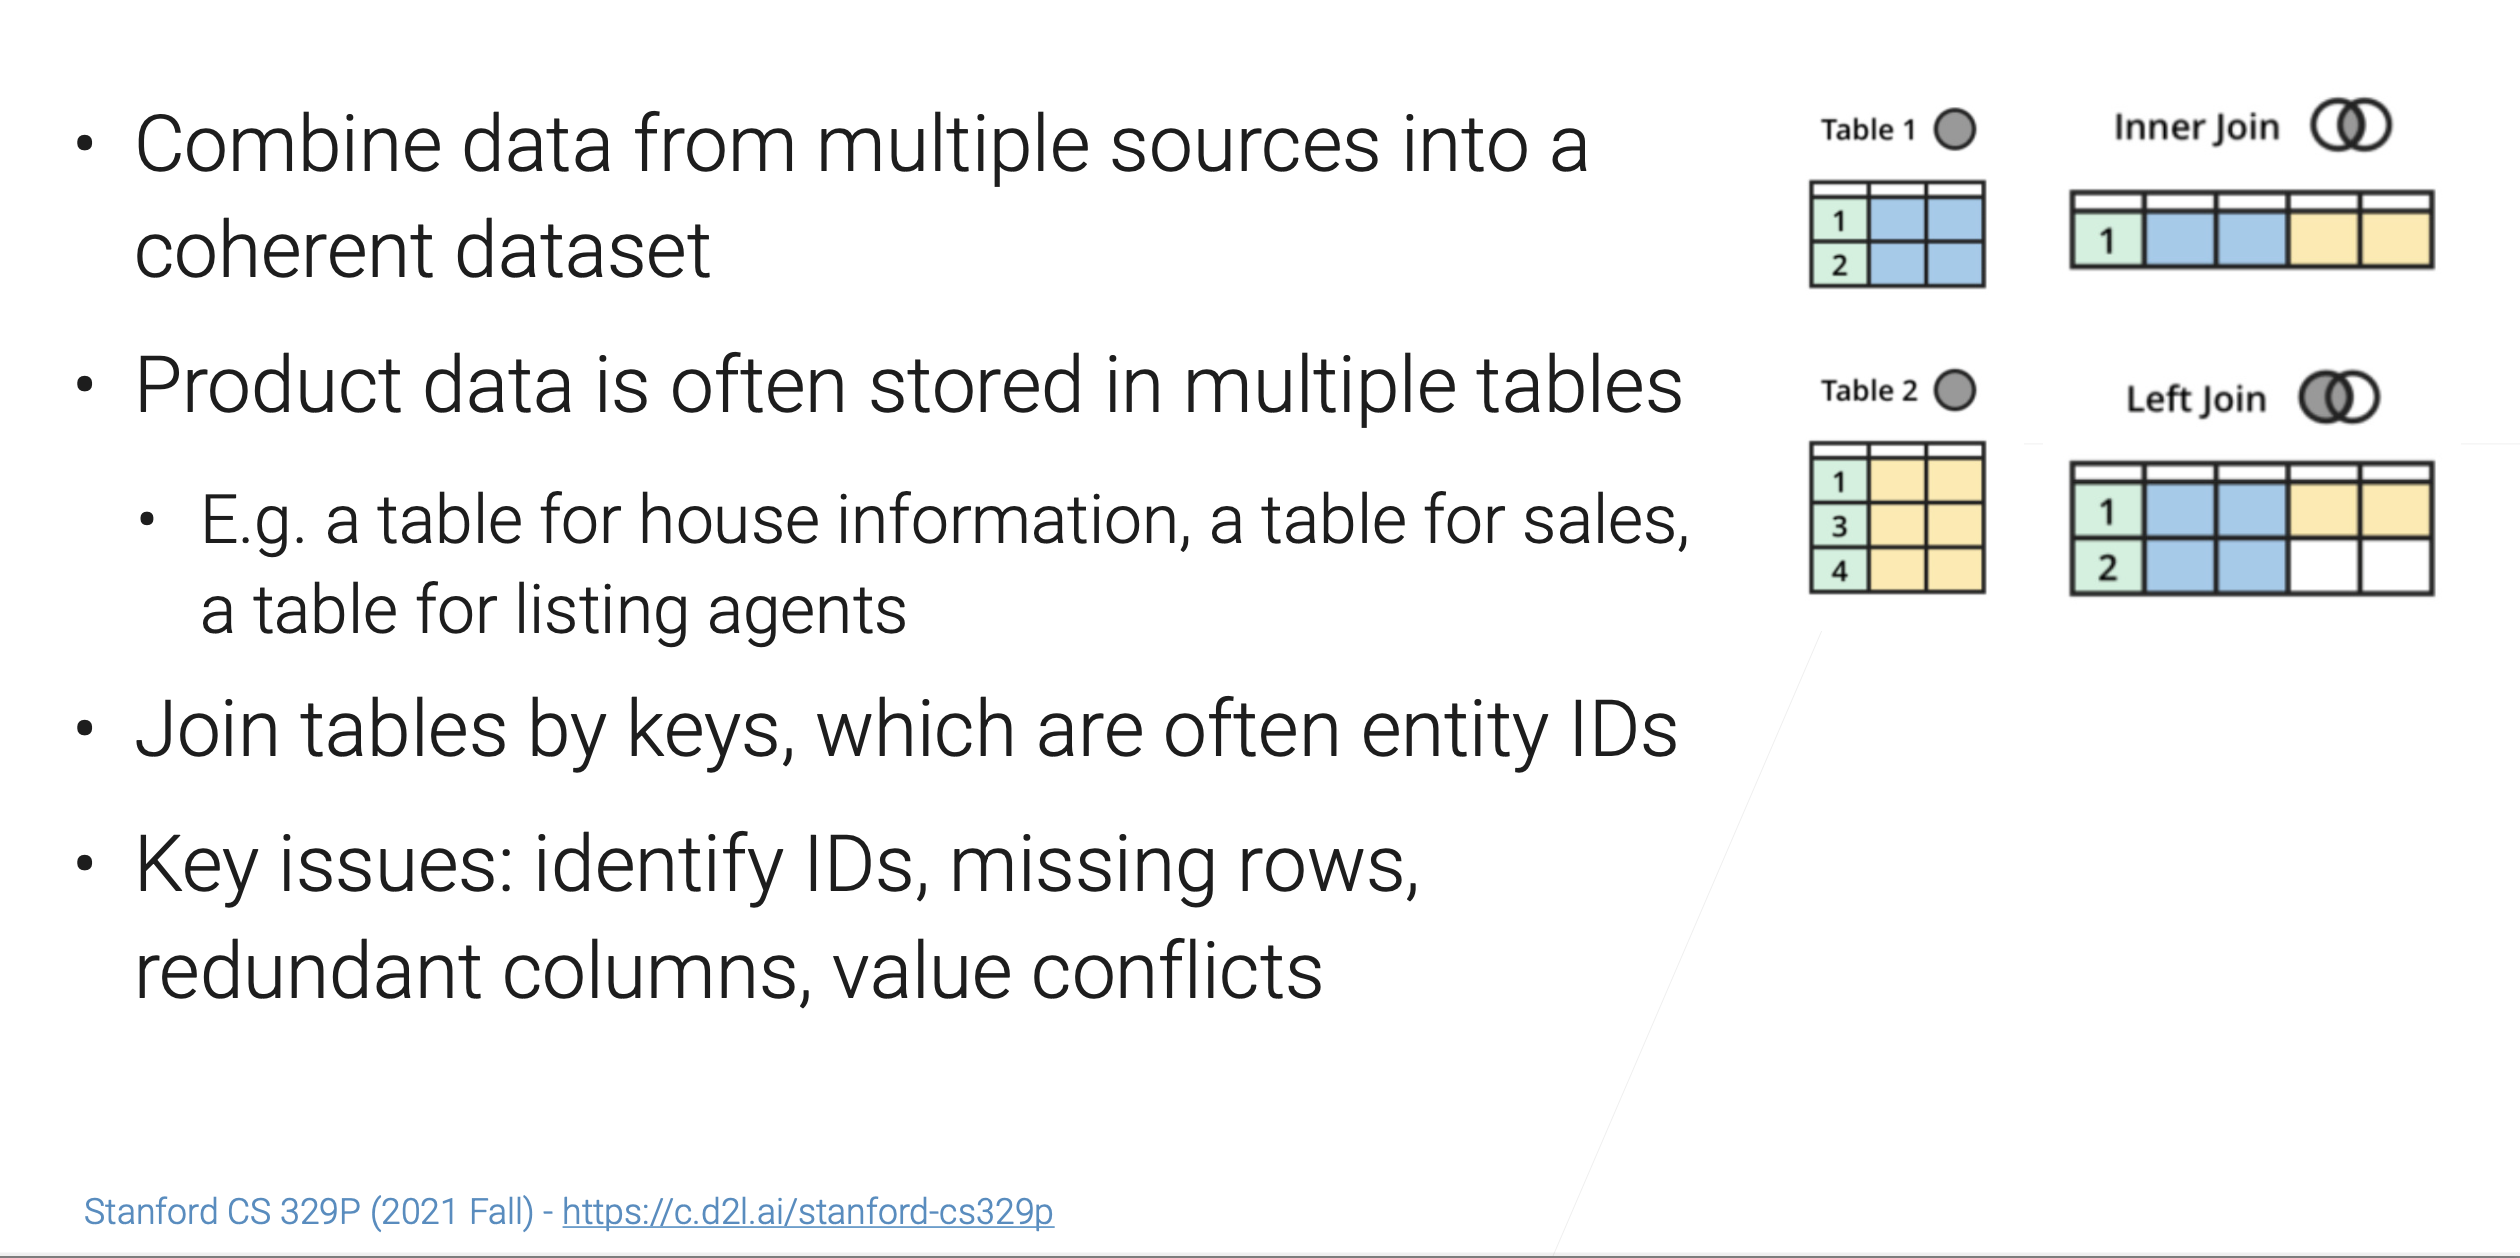 • Combine data from multiple sources into a
coherent dataset
• Product data is often stored in multiple tables
• E.g. a table for house information, a table for sales,
a table for listing agents
• Join tables by keys, which are often entity IDs
• Key issues: identify IDs, missing rows,
redundant columns, value conflicts
Table 1
1
2
Table 2
1
3
4
Inner Join
1
Left Join
1
2
Stanford CS 329P (2021 Fall) - https://c.d2l.ai/stanford-cs329p